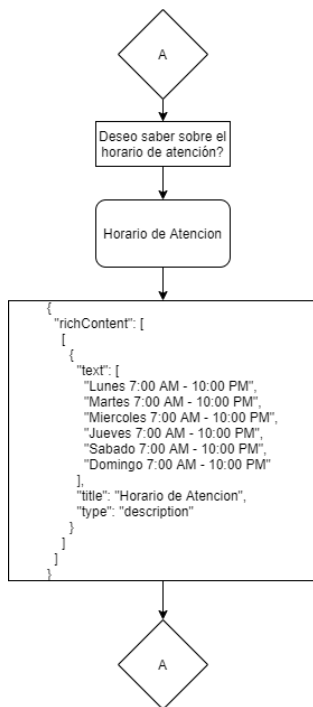 A
Deseo saber sobre el
horario de atención?
Horario de Atencion
{
"richContent": [
[
{
"text": [
"Lunes 7:00 AM - 10:00 PM",
"Martes 7:00 AM - 10:00 PM",
"Miercoles 7:00 AM - 10:00 PM",
"Jueves 7:00 AM - 10:00 PM",
"Sabado 7:00 AM - 10:00 PM",
"Domingo 7:00 AM - 10:00 PM"
],
"title": "Horario de Atencion",
"type": "description"
}
]
]
}
A